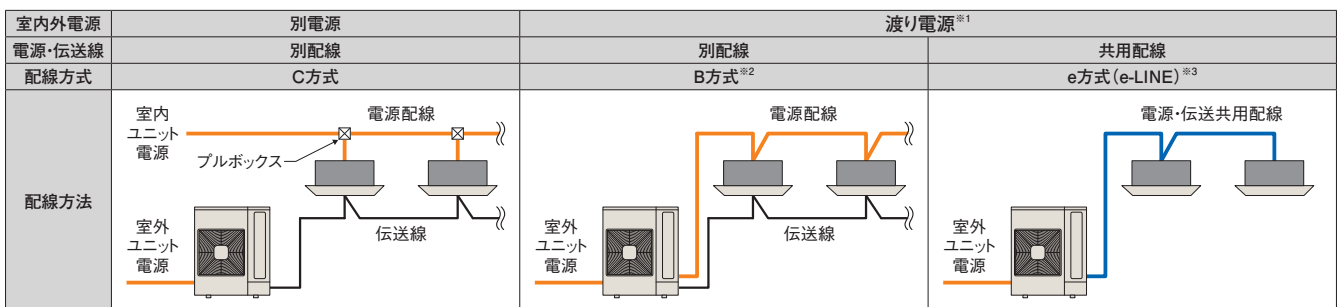 室内外電源 別電源 渡り電源※1
電源・伝送線 別配線 別配線 共用配線
配線方式 C方式 B方式※2 e方式(e-LINE)※3
配線方法
室内
ユニット
電源
電源配線
プルボックス
室外
ユニット
電源
伝送線
電源配線
室外
ユニット
電源
伝送線
電源・伝送共用配線
室外
ユニット
電源